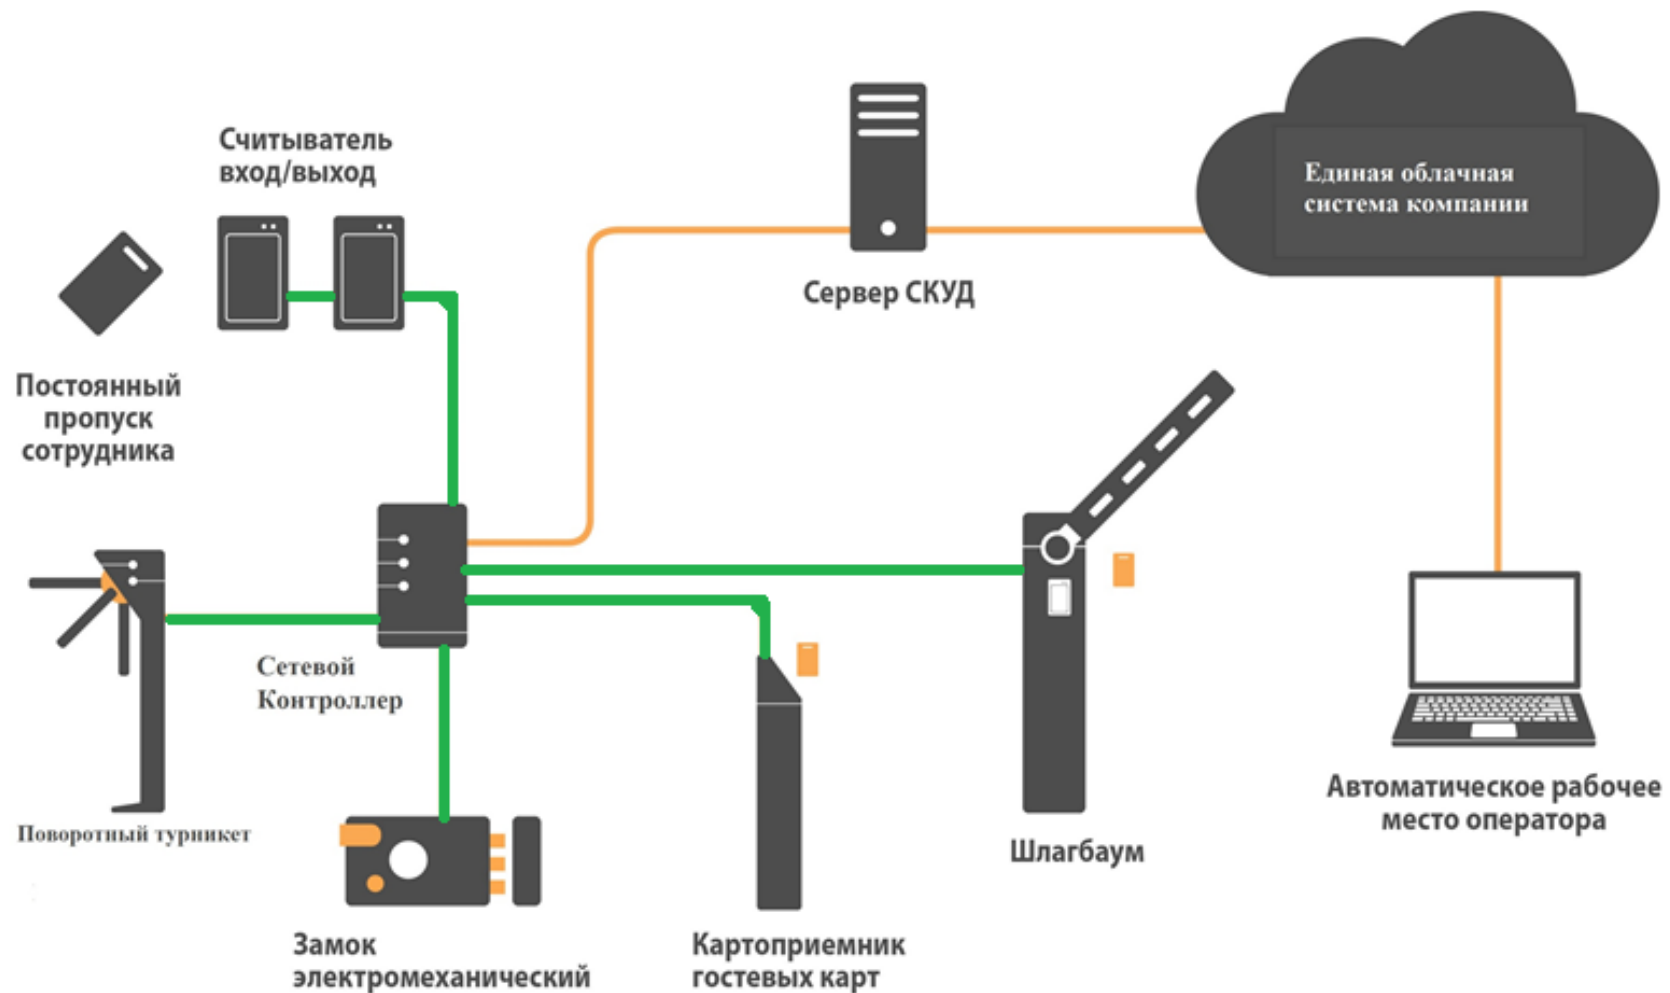 Считыватель
вход/выход
Единая облачная
система компании
Сервер СКУД
Постоянный
пропуск
сотрудника
Сетевой
Контроллер
Поворотный турникет
Автоматическое рабочее
место оператора
Шлагбаум
Замок
электромеханический
Картоприемник
гостевых карт